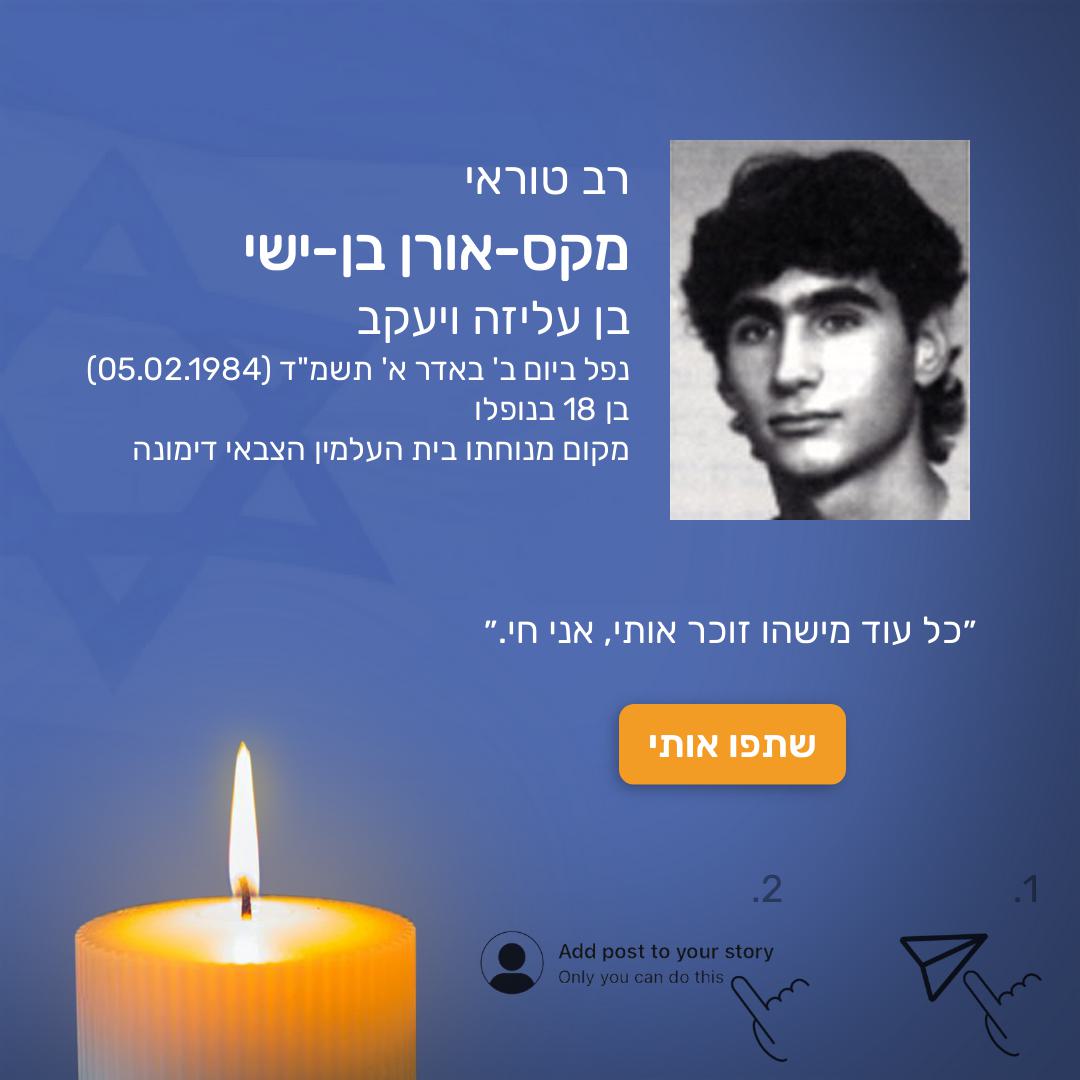 רב טוראי
מקס-אורן בן-ישי
בן עליזה ויעקב
נפל ביום ב' באדר א' תשמ"ד (05.02.1984)
בן 18 בנופלו
מקום מנוחתו בית העלמין הצבאי דימונה
״כל עוד מישהו זוכר אותי, אני חי.״
שתפו אותי
1.
2.
Add post to your story
Only you can do this